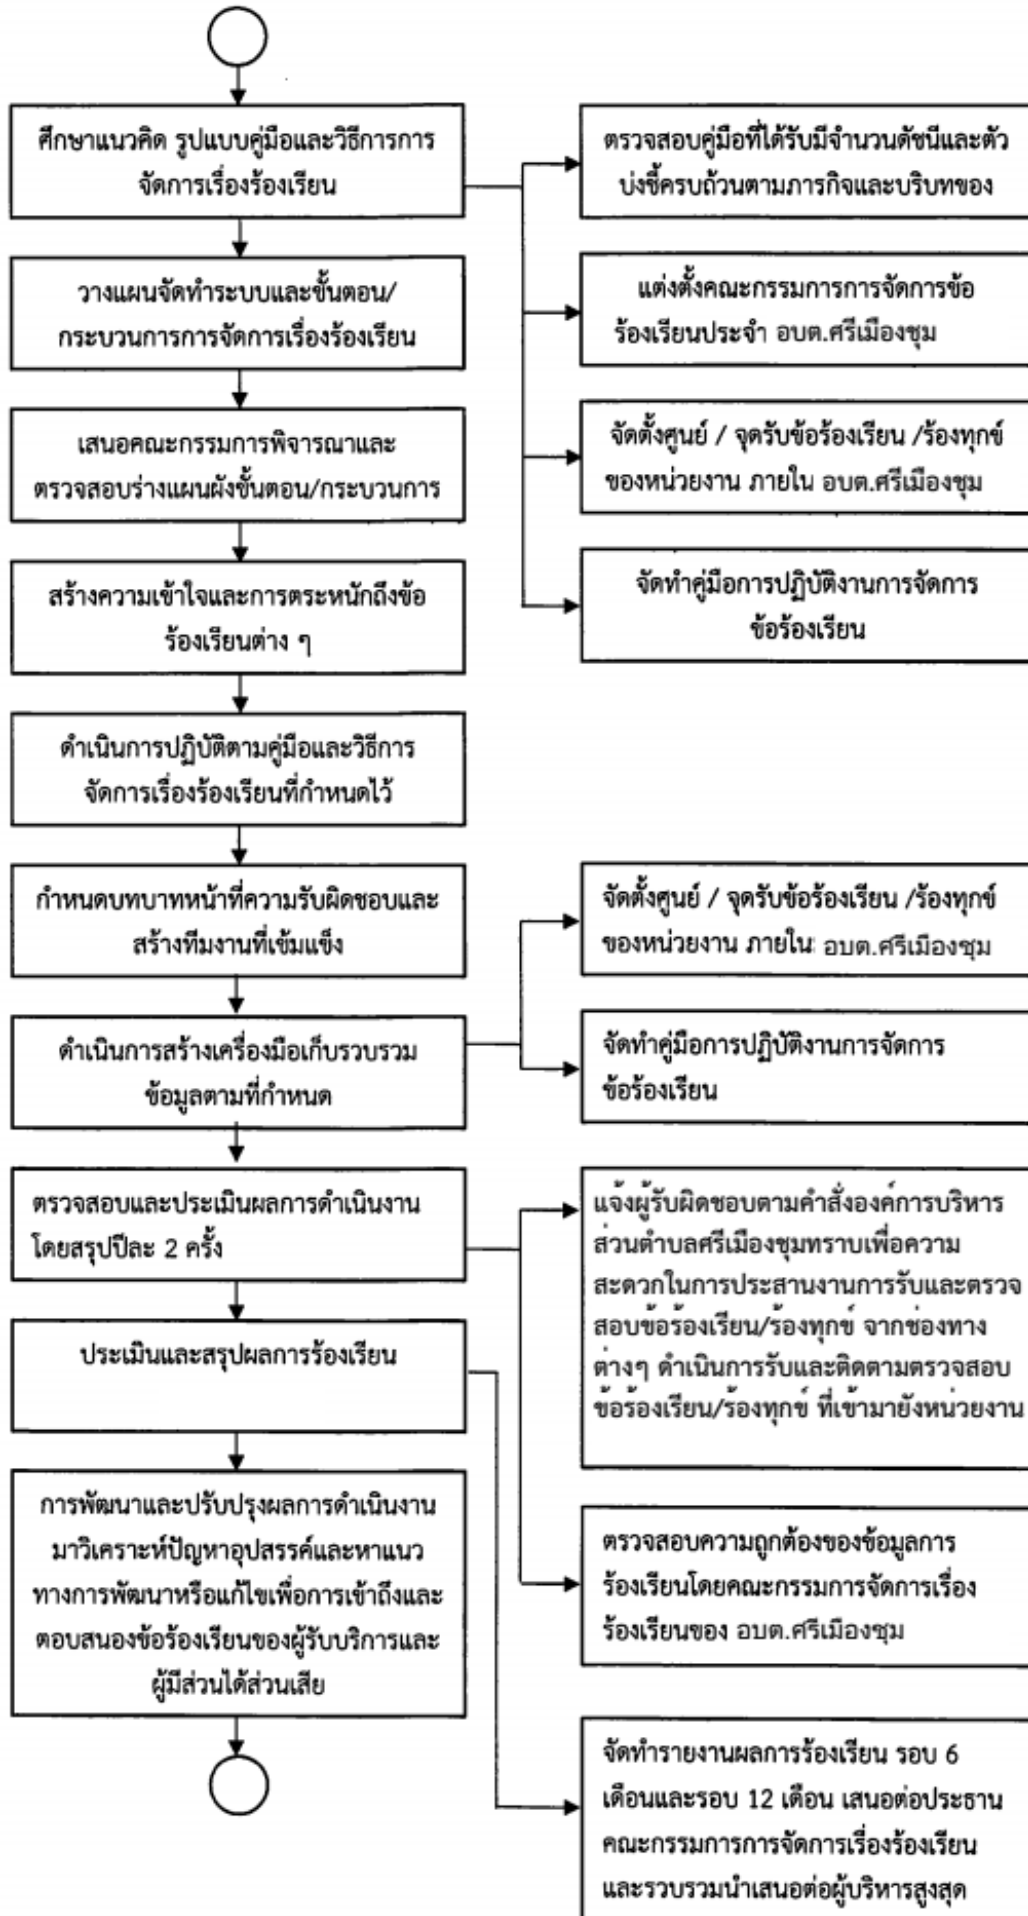 ศึกษาแนวคิด รูปแบบคู่มือและวิธีการการ
จัดการเรื่องร้องเรียน
ตรวจสอบคู่มือที่ได้รับมีจำนวนดัชนีและตัว
บ่งชี้ครบถ้วนตามภารกิจและบริบทของ
วางแผนจัดทำระบบและขั้นตอน/
กระบวนการการจัดการเรื่องร้องเรียน
แต่งตั้งคณะกรรมการการจัดการข้อ
ร้องเรียนประจำ อบต.ศรีเมืองชุม
เสนอคณะกรรมการพิจารณาและ
ตรวจสอบร่างแผนผังขั้นตอน/กระบวนการ
จัดตั้งศูนย์ / จุดรับข้อร้องเรียน /ร้องทุกข์
ของหน่วยงาน ภายใน อบต.ศรีเมืองชุม
สร้างความเข้าใจและการตระหนักถึงข้อ
ร้องเรียนต่าง ๆ
จัดทำคู่มือการปฏิบัติงานการจัดการ
ข้อร้องเรียน
ดำเนินการปฏิบัติตามคู่มือและวิธีการ
จัดการเรื่องร้องเรียนที่กำหนดไว้
กำหนดบทบาทหน้าที่ความรับผิดชอบและ
สร้างทีมงานที่เข้มแข็ง
จัดตั้งศูนย์ / จุดรับข้อร้องเรียน /ร้องทุกข์
ของหน่วยงาน ภายใน อบต.ศรีเมืองชุม
ดำเนินการสร้างเครื่องมือเก็บรวบรวม
ข้อมูลตามที่กำหนด
จัดทำคู่มือการปฏิบัติงานการจัดการ
ข้อร้องเรียน
ตรวจสอบและประเมินผลการดำเนินงาน
โดยสรุปปีละ 2 ครั้ง
แจ้งผู้รับผิดชอบตามคำสั่งองค์การบริหาร
ส่วนตำบลศรีเมืองชุมทราบเพื่อความ
สะดวกในการประสานงานการรับและตรวจ
สอบข้อร้องเรียน/ร้องทุกข์ จากช่องทาง
ต่างๆ ดำเนินการรับและติดตามตรวจสอบ
ข้อร้องเรียน/ร้องทุกข์ ที่เข้ามายังหน่วยงาน
ประเมินและสรุปผลการร้องเรียน
การพัฒนาและปรับปรุงผลการดำเนินงาน
มาวิเคราะห์ปัญหาอุปสรรค์และหาแนว
ทางการพัฒนาหรือแก้ไขเพื่อการเข้าถึงและ
ตอบสนองข้อร้องเรียนของผู้รับบริการและ
ผู้มีส่วนได้ส่วนเสีย
ตรวจสอบความถูกต้องของข้อมูลการ
ร้องเรียนโดยคณะกรรมการจัดการเรื่อง
ร้องเรียนของ อบต.ศรีเมืองชุม
จัดทำรายงานผลการร้องเรียน รอบ 6
เดือนและรอบ 12 เดือน เสนอต่อประธาน
คณะกรรมการการจัดการเรื่องร้องเรียน
และรวบรวมนำเสนอต่อผู้บริหารสูงสุด